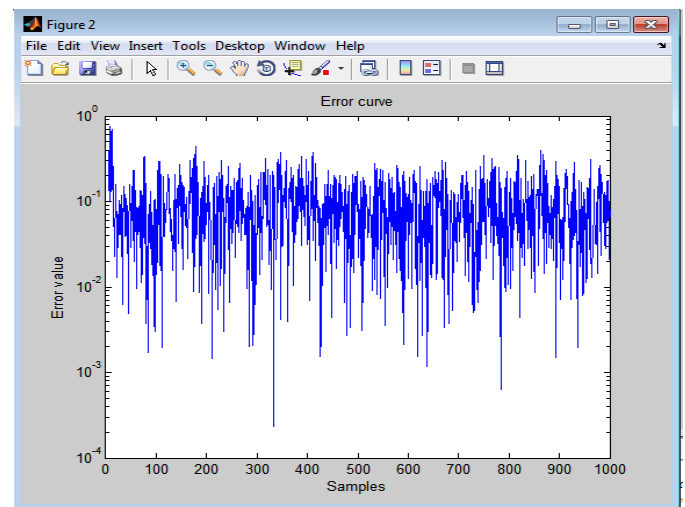 Figure 2
File Edit View Insert Tools Desktop Window Help
Error curve
10^0
10^-1
10^-2
10^-3
10^-4
Error value
0 100 200 300 400 500 600 700 800 900 1000
Samples